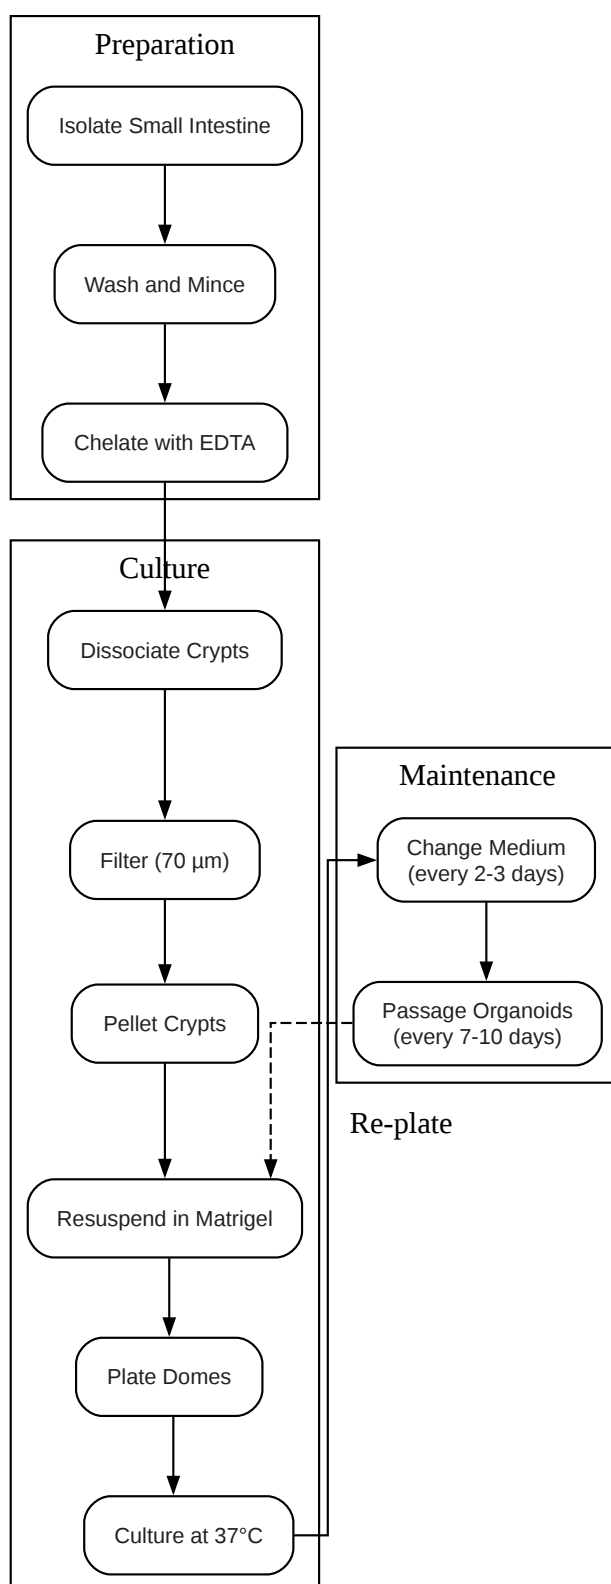 Preparation
Isolate Small Intestine
Wash and Mince
Chelate with EDTA
Culture
Dissociate Crypts
Filter (70 µm)
Pellet Crypts
Resuspend in Matrigel
Plate Domes
Culture at 37°C
Maintenance
Change Medium
(every 2-3 days)
Passage Organoids
(every 7-10 days)
Re-plate